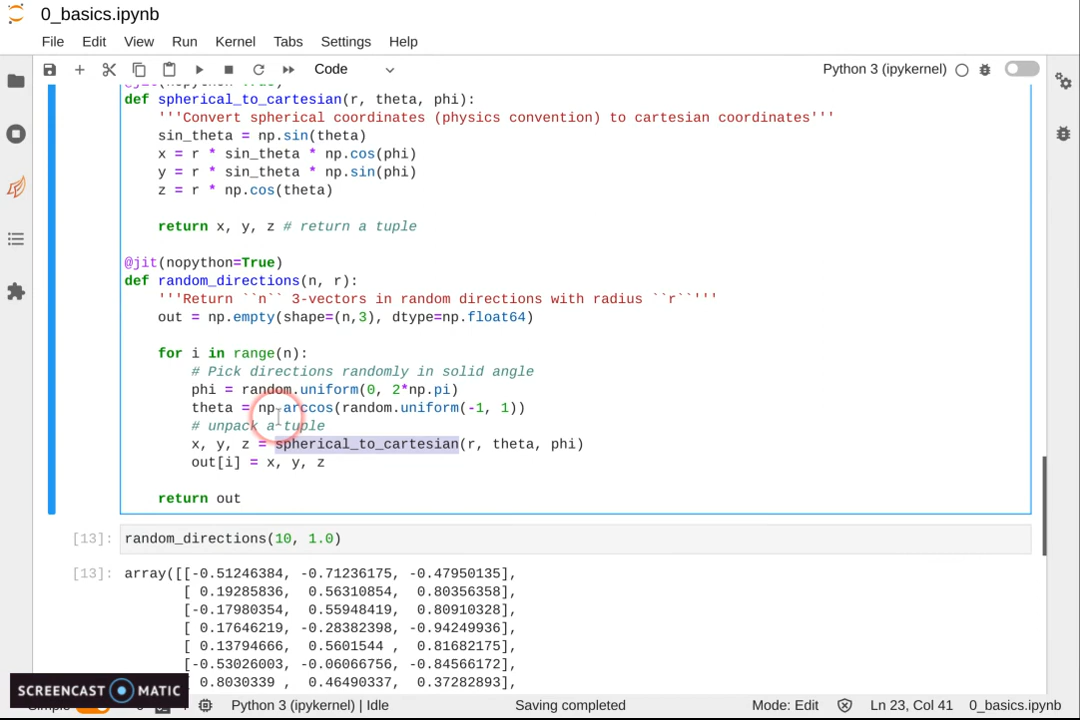 0_basics.ipynb
File Edit View Run Kernel Tabs Settings Help
Code Python 3 (ipykernel)
def spherical_to_cartesian(r, theta, phi):
'''Convert spherical coordinates (physics convention) to cartesian coordinates'''
sin_theta = np.sin(theta)
x = r * sin_theta * np.cos(phi)
y = r * sin_theta * np.sin(phi)
z = r * np.cos(theta)
return x, y, z # return a tuple
@jit(nopython=True)
def random_directions(n, r):
'''Return ``n`` 3-vectors in random directions with radius ``r``'''
out = np.empty(shape=(n,3), dtype=np.float64)
for i in range(n):
# Pick directions randomly in solid angle
phi = random.uniform(0, 2*np.pi)
theta = np.arccos(random.uniform(-1, 1))
# unpack a tuple
x, y, z = spherical_to_cartesian(r, theta, phi)
out[i] = x, y, z
return out
[13]: random_directions(10, 1.0)
[13]: array([[-0.51246384, -0.71236175, -0.47950135],
[ 0.19285836, 0.56310854, 0.80356358],
[-0.17980354, 0.55948419, 0.80910328],
[ 0.17646219, -0.28382398, -0.94249936],
[ 0.13794666, 0.5601544 , 0.81682175],
[-0.53026003, -0.06066756, -0.84566172],
[ 0.8030339 , 0.46490337, 0.37282893],
SCREENCAST MATIC
Python 3 (ipykernel) | Idle Saving completed Mode: Edit Ln 23, Col 41 0_basics.ipynb